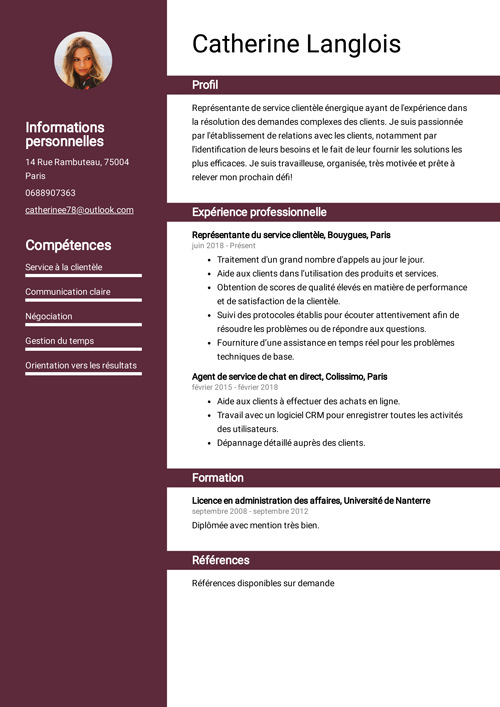 Catherine Langlois
Informations
personnelles
14 Rue Rambuteau, 75004
Paris
0688907363
catherinee78@outlook.com
Compétences
Service à la clientèle
Communication claire
Négociation
Gestion du temps
Orientation vers les résultats
Profil
Représentante de service clientèle énergique ayant de l'expérience dans
la résolution des demandes complexes des clients. Je suis passionnée
par l'établissement de relations avec les clients, notamment par
l'identification de leurs besoins et le fait de leur fournir les solutions les
plus efficaces. Je suis travailleuse, organisée, très motivée et prête à
relever mon prochain défi!
Expérience professionnelle
Représentante du service clientèle, Bouygues, Paris
juin 2018 - Présent
• Traitement d'un grand nombre d'appels au jour le jour.
• Aide aux clients dans l'utilisation des produits et services.
• Obtention de scores de qualité élevés en matière de performance
et de satisfaction de la clientèle.
• Suivi des protocoles établis pour écouter attentivement afin de
résoudre les problèmes ou de répondre aux questions.
• Fourniture d'une assistance en temps réel pour les problèmes
techniques de base.
Agent de service de chat en direct, Colissimo, Paris
février 2015 - février 2018
• Aide aux clients à effectuer des achats en ligne.
• Travail avec un logiciel CRM pour enregistrer toutes les activités
des utilisateurs.
• Dépannage détaillé auprès des clients.
Formation
Licence en administration des affaires, Université de Nanterre
septembre 2008 - septembre 2012
Diplômée avec mention très bien.
Références
Références disponibles sur demande